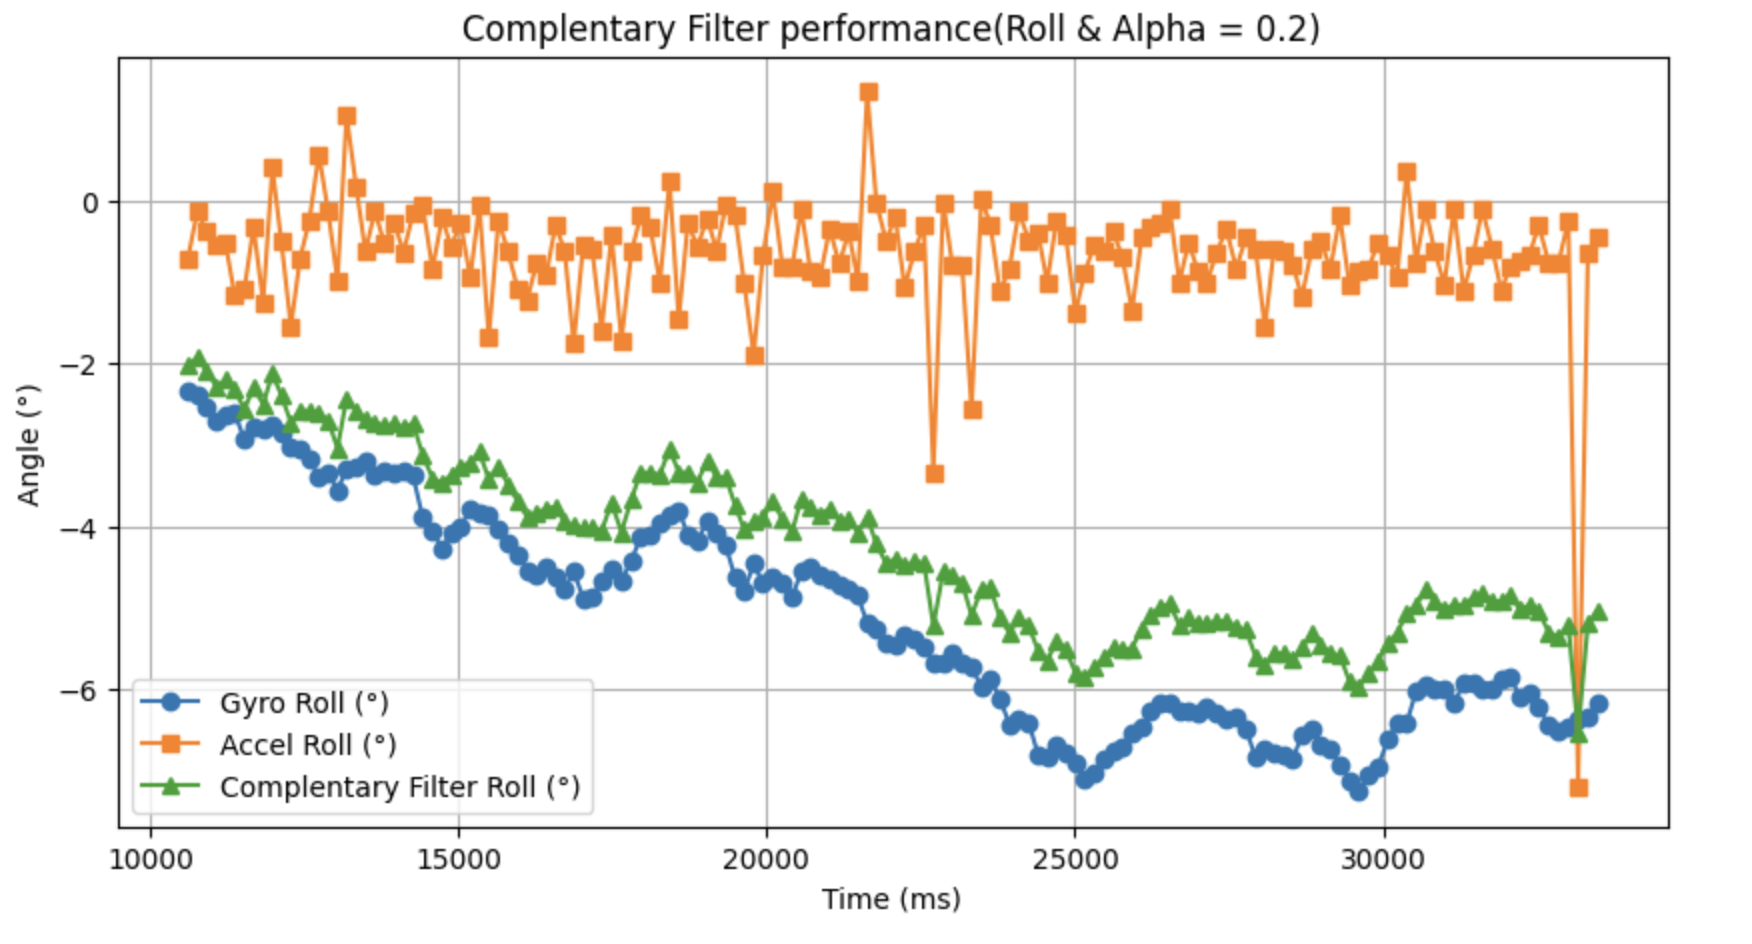 Complentary Filter performance(Roll & Alpha = 0.2)
Angle (°)
0
−2
−4
−6
Gyro Roll (°)
Accel Roll (°)
Complentary Filter Roll (°)
10000 15000 20000 25000 30000
Time (ms)